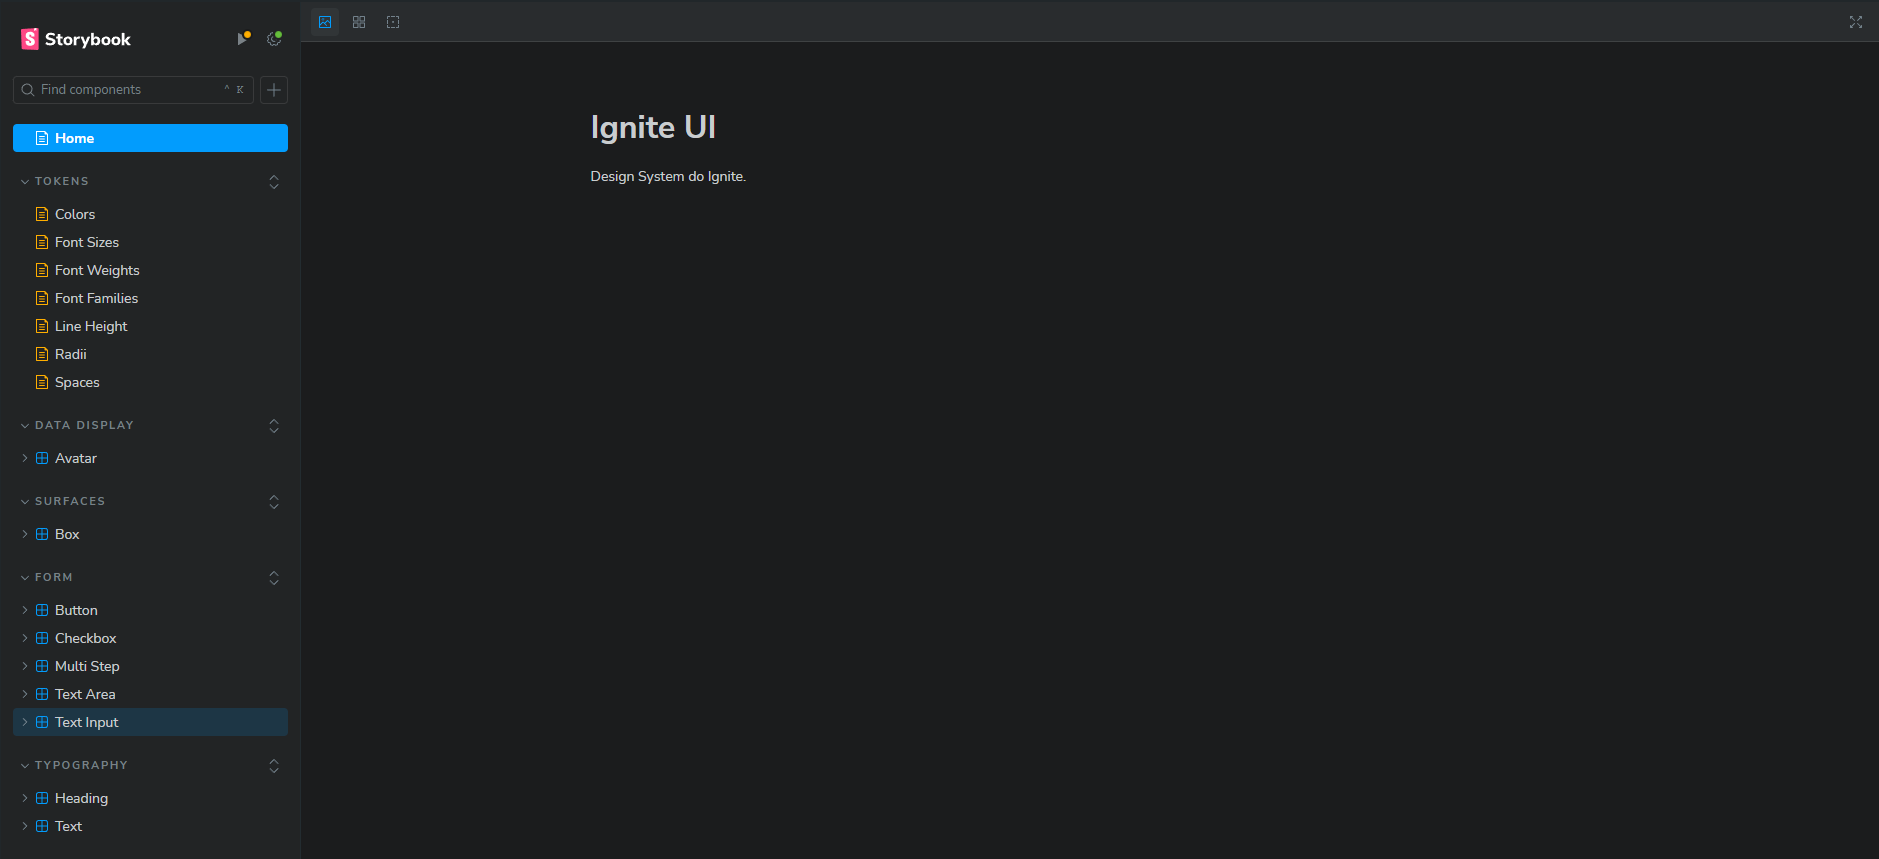 Storybook
Find components ^ K
Home
TOKENS
Colors
Font Sizes
Font Weights
Font Families
Line Height
Radii
Spaces
DATA DISPLAY
Avatar
SURFACES
Box
FORM
Button
Checkbox
Multi Step
Text Area
Text Input
TYPOGRAPHY
Heading
Text
Ignite UI
Design System do Ignite.